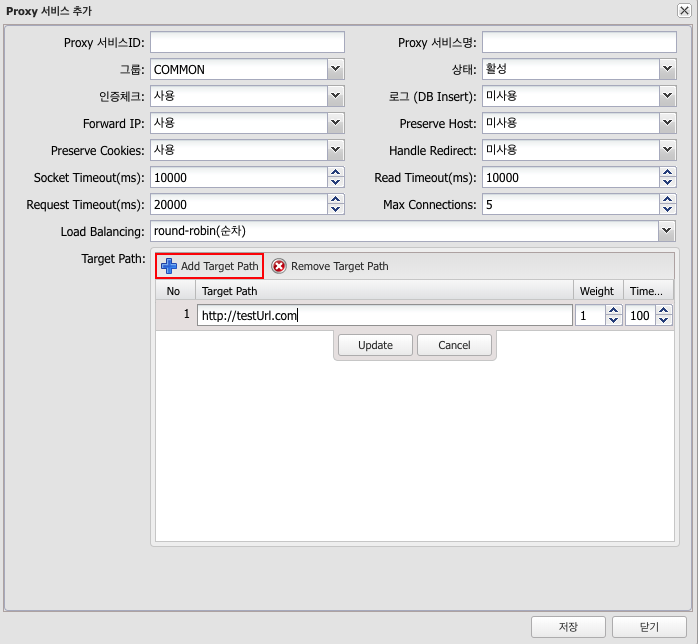 Proxy 서비스 추가
Proxy 서비스ID: Proxy 서비스명:
그룹: COMMON 상태: 활성
인증체크: 사용 로그 (DB Insert): 미사용
Forward IP: 사용 Preserve Host: 미사용
Preserve Cookies: 사용 Handle Redirect: 미사용
Socket Timeout(ms): 10000 Read Timeout(ms): 10000
Request Timeout(ms): 20000 Max Connections: 5
Load Balancing: round-robin(순차)
Target Path: Add Target Path Remove Target Path
No Target Path Weight Time...
1 http://testUrl.com 1 100
Update Cancel
저장 닫기